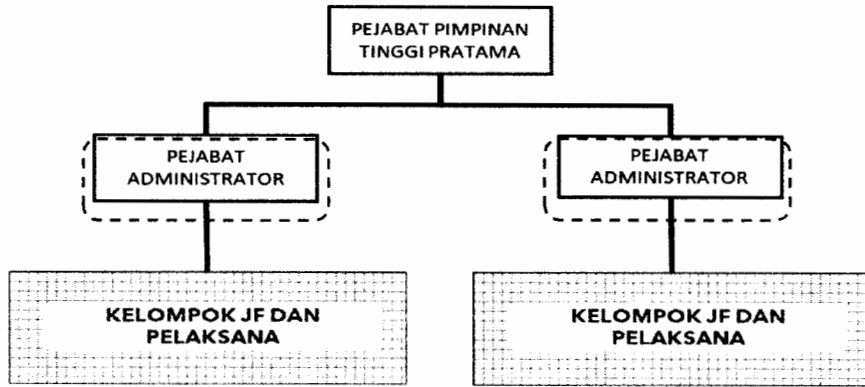 PEJABAT PIMPINAN
TINGGI PRATAMA
PEJABAT
ADMINISTRATOR
PEJABAT
ADMINISTRATOR
KELOMPOK JF DAN
PELAKSANA
KELOMPOK JF DAN
PELAKSANA